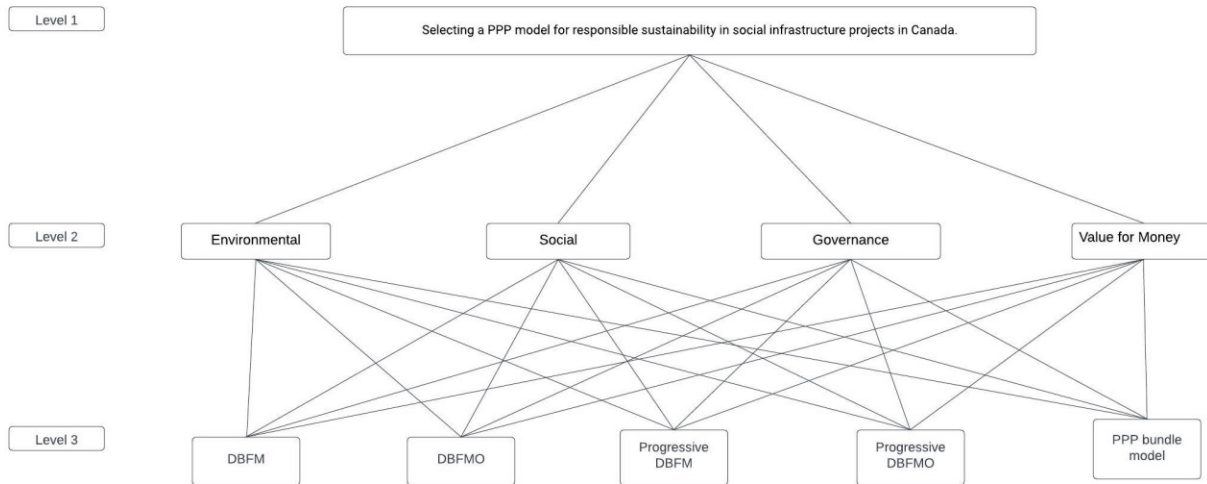 Level 1
Selecting a PPP model for responsible sustainability in social infrastructure projects in Canada.
Level 2
Environmental
Social
Governance
Value for Money
Level 3
DBFM
DBFMO
Progressive
DBFM
Progressive
DBFMO
PPP bundle
model